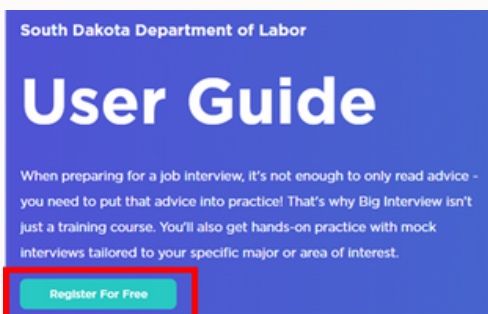 South Dakota Department of Labor
User Guide
When preparing for a job interview, it's not enough to only read advice -
you need to put that advice into practice! That's why Big Interview isn't
just a training course. You'll also get hands-on practice with mock
interviews tailored to your specific major or area of interest.
Register For Free